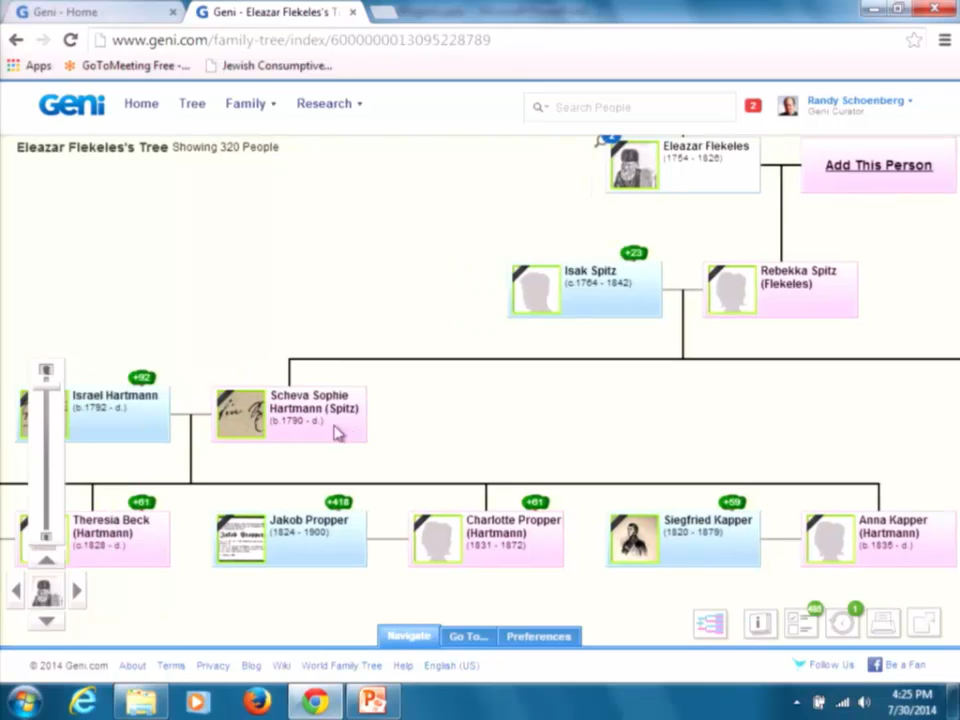 Geni - Home
Geni - Eleazar Flekeles's T
www.geni.com/family-tree/index/6000000013095228789
Apps
GoToMeeting Free -...
Jewish Consumptive...
Geni
Home
Tree
Family
Research
Search People
2
Randy Schoenberg
Geni Curator
Eleazar Flekeles's Tree Showing 320 People
Eleazar Flekeles
(1754 - 1826)
Add This Person
+23
Isak Spitz
(c.1764 - 1842)
Rebekka Spitz
(Flekeles)
+92
Israel Hartmann
(b.1792 - d.)
Scheva Sophie
Hartmann (Spitz)
(b.1790 - d.)
+61
Theresia Beck
(Hartmann)
(c.1828 - d.)
+418
Jakob Propper
(1824 - 1900)
+61
Charlotte Propper
(Hartmann)
(1831 - 1872)
+59
Siegfried Kapper
(1820 - 1879)
Anna Kapper
(Hartmann)
(b.1835 - d.)
1
Navigate
Go To...
Preferences
© 2014 Geni.com
About
Terms
Privacy
Blog
Wiki
World Family Tree
Help
English (US)
Follow Us
Be a Fan
4:25 PM
7/30/2014